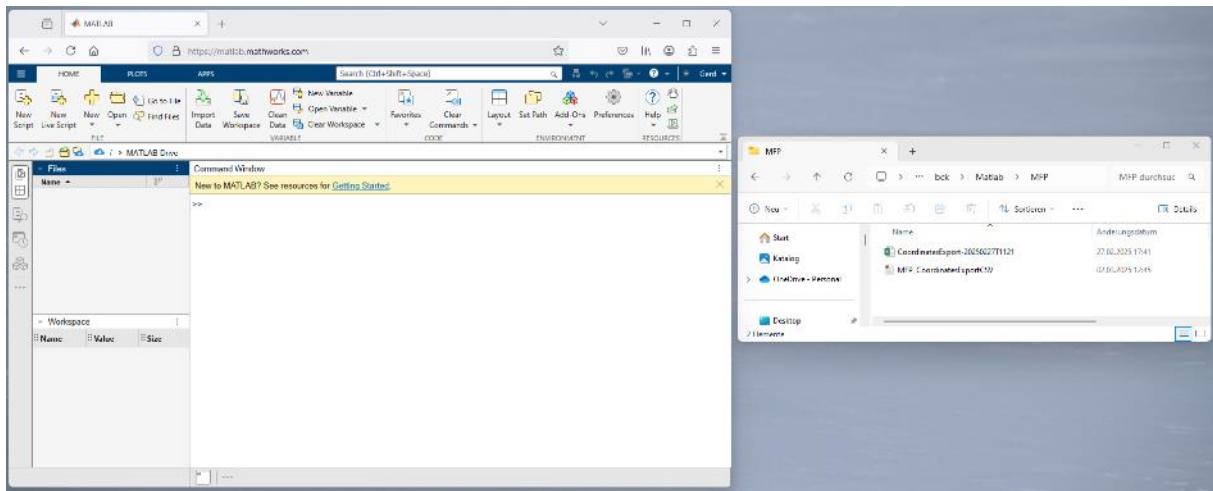 MATLAB
https://matlab.mathworks.com
HOME PLOTS APPS Search (Ctrl+Shift+Space) Gerd
New Script
New Live Script
New
Open
Go to File
Find Files
FILE
Import Data
Save Workspace
Clean Data
New Variable
Open Variable
Clear Workspace
VARIABLE
Favorites
Clear Commands
CODE
Layout
Set Path
Add-Ons
Preferences
ENVIRONMENT
Help
RESOURCES
/ > MATLAB Drive
Files
Name
Command Window
New to MATLAB? See resources for Getting Started.
>>
Workspace
Name Value Size
MFP
... bck > Matlab > MFP
MFP durchsuc
Neu
Sortieren
Details
Name Änderungsdatum
Start
Katalog
OneDrive - Personal
Desktop
CoordinatesExport-20250227T1121 27.02.2025 17:41
MFP_CoordinatesExportCSV
2 Elemente